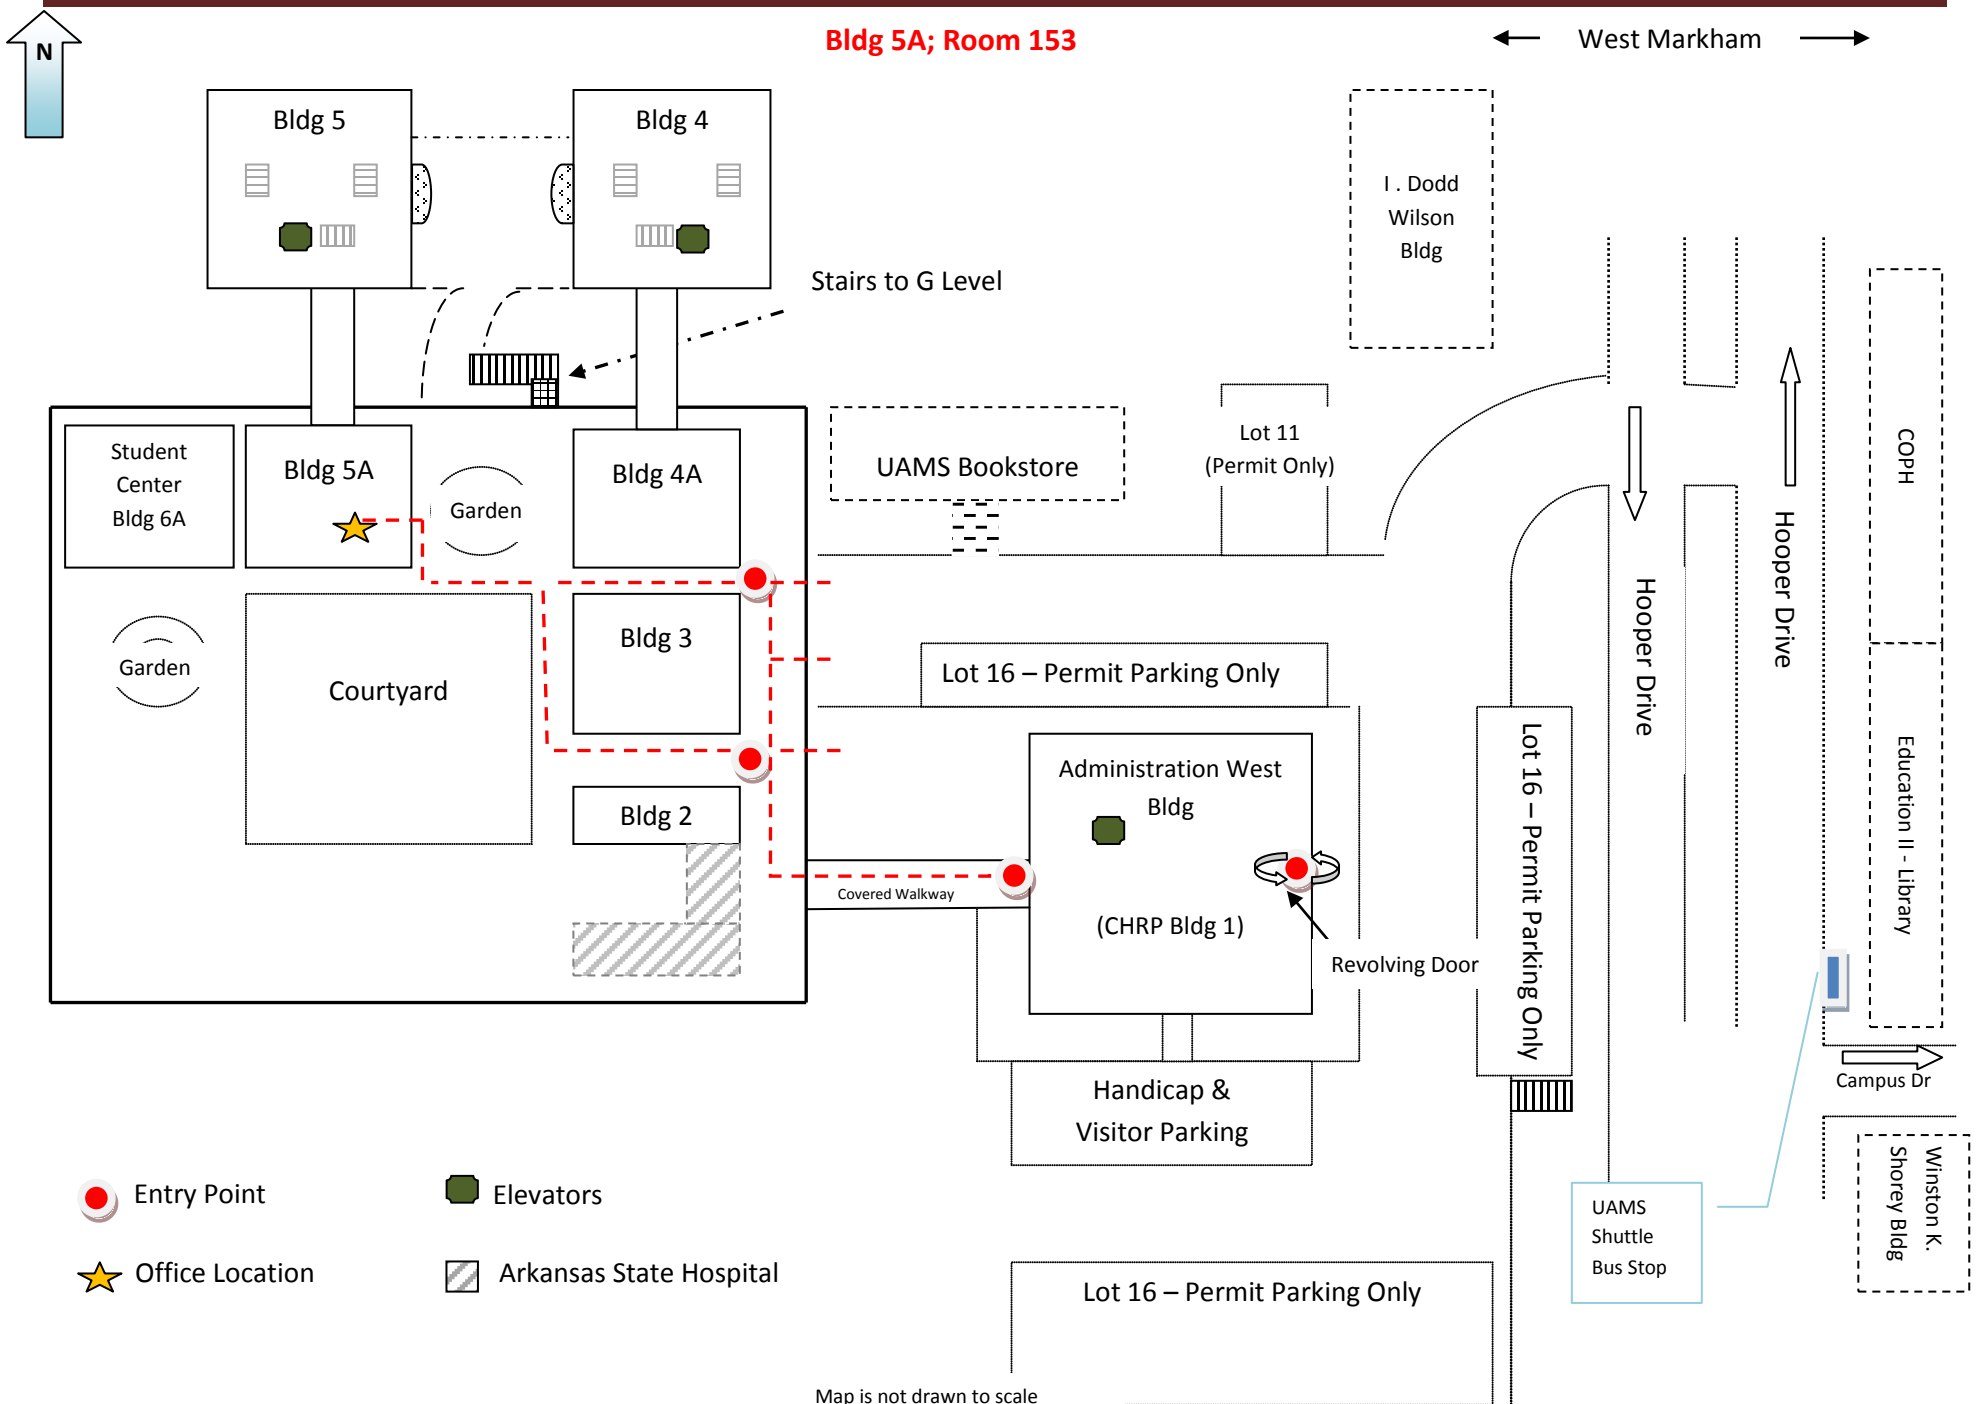 Bldg 5A; Room 153
West Markham
N
Bldg 5
Bldg 4
I . Dodd
Wilson
Bldg
Stairs to G Level
Student
Center
Bldg 6A
Bldg 5A
Garden
Bldg 4A
UAMS Bookstore
Lot 11
(Permit Only)
COPH
Hooper Drive
Hooper Drive
Garden
Courtyard
Bldg 3
Lot 16 – Permit Parking Only
Bldg 2
Administration West
Bldg
(CHRP Bldg 1)
Covered Walkway
Revolving Door
Lot 16 – Permit Parking Only
Education II - Library
Campus Dr
Handicap &
Visitor Parking
Winston K.
Shorey Bldg
Entry Point
Elevators
UAMS
Shuttle
Bus Stop
Office Location
Arkansas State Hospital
Lot 16 – Permit Parking Only
Map is not drawn to scale